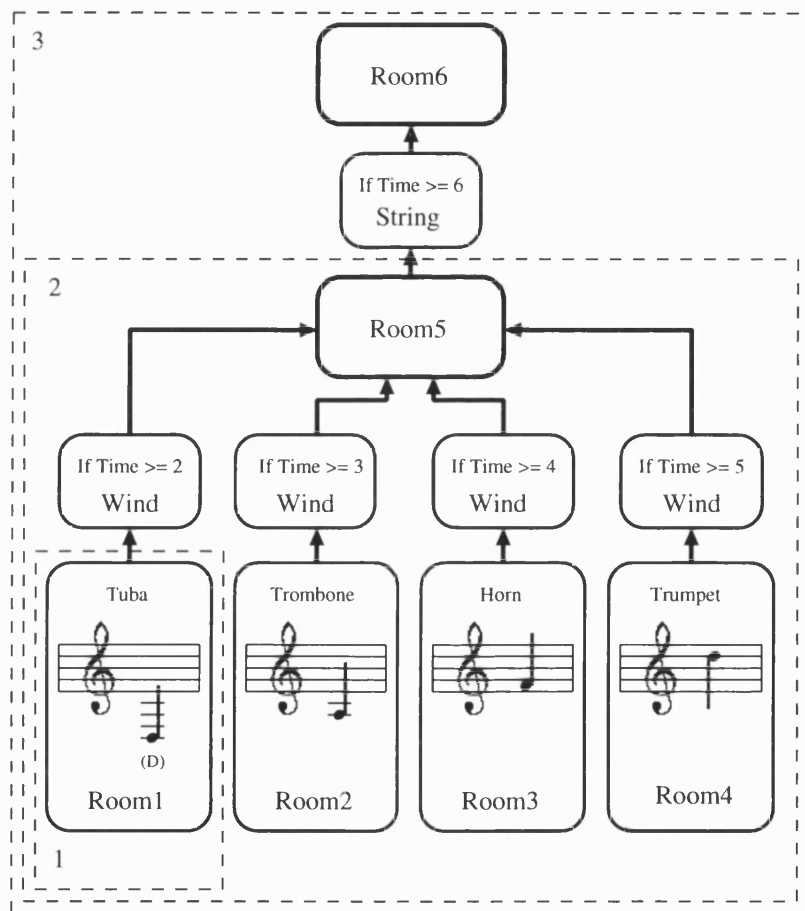 3
Room6
If Time >= 6
String
2
Room5
If Time >= 2
Wind
If Time >= 3
Wind
If Time >= 4
Wind
If Time >= 5
Wind
Tuba
Trombone
Horn
Trumpet
(D)
Room1
Room2
Room3
Room4
1